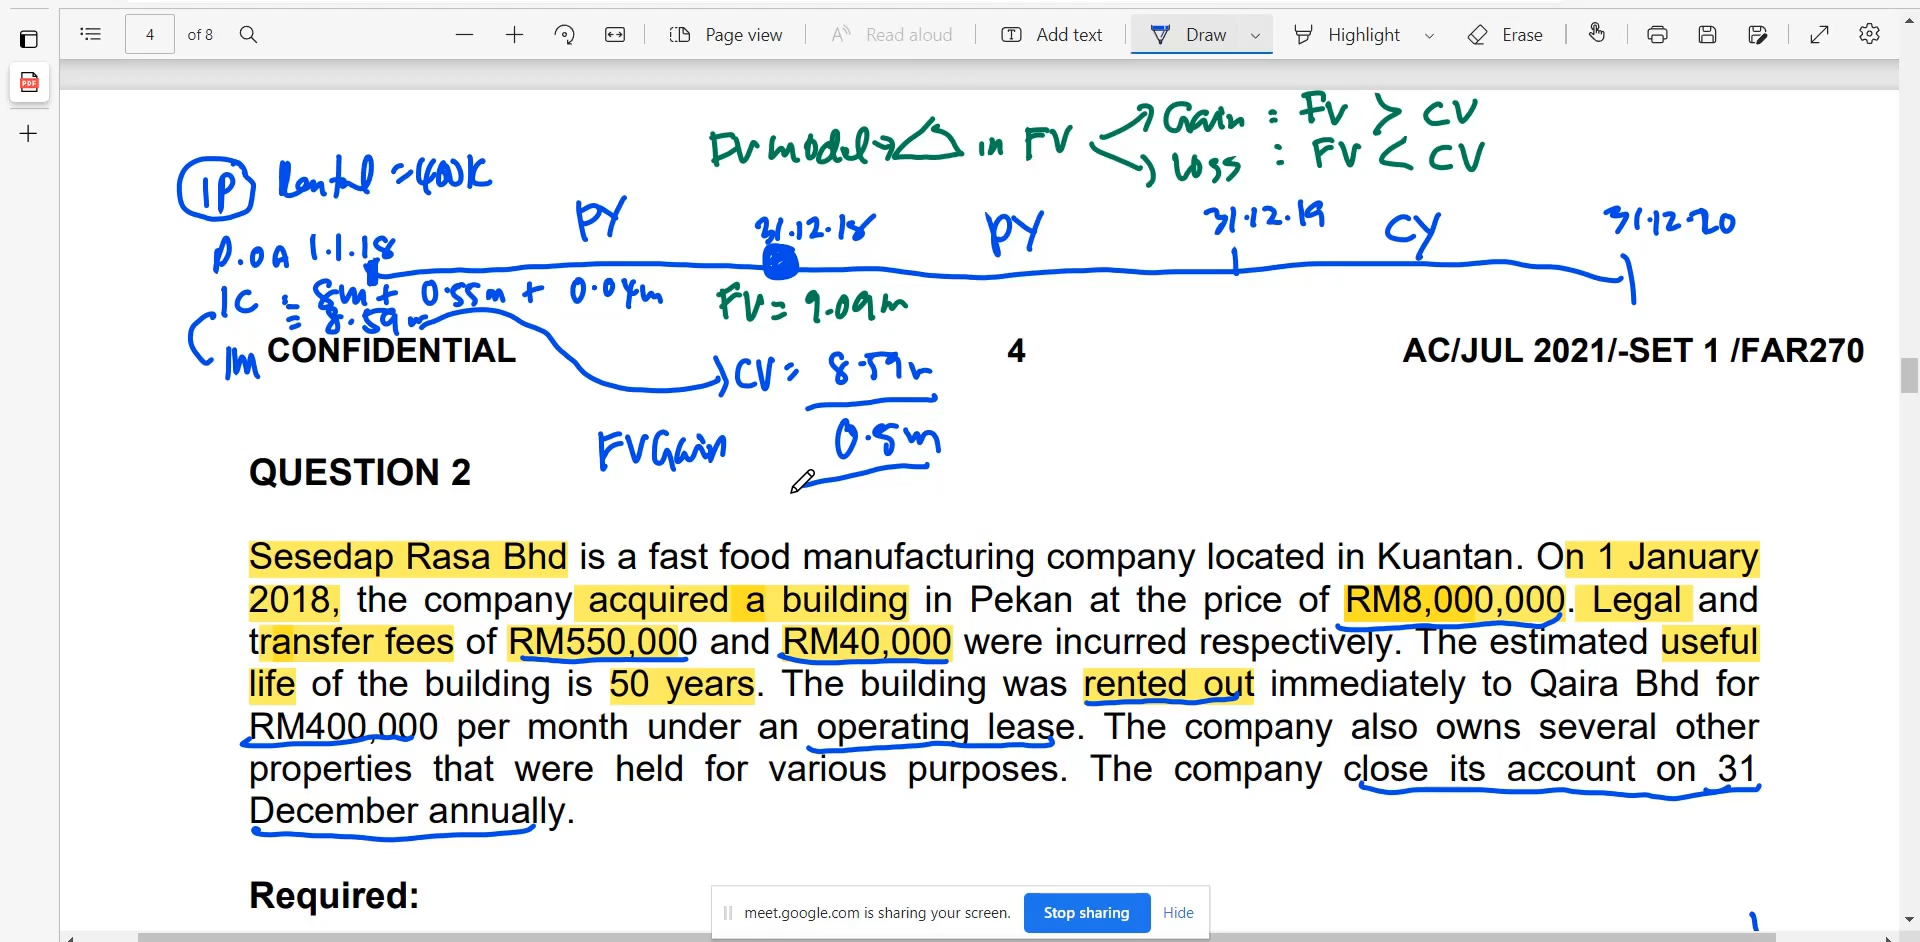 4 of 8 Page view Read aloud Add text Draw Highlight Erase
FV model → △ in FV
Gain : FV > CV
Loss : FV < CV
IP Rental = 400K
PY 31.12.18 PY 31.12.19 CY 31.12.20
D.O.A 1.1.18
IC = 8m + 0.55m + 0.04m
= 8.59m
FV = 9.09m
IM
CONFIDENTIAL 4 AC/JUL 2021/-SET 1 /FAR270
CV = 8.59m
FV Gain 0.5m
QUESTION 2
Sesedap Rasa Bhd is a fast food manufacturing company located in Kuantan. On 1 January
2018, the company acquired a building in Pekan at the price of RM8,000,000. Legal and
transfer fees of RM550,000 and RM40,000 were incurred respectively. The estimated useful
life of the building is 50 years. The building was rented out immediately to Qaira Bhd for
RM400,000 per month under an operating lease. The company also owns several other
properties that were held for various purposes. The company close its account on 31
December annually.
Required:
meet.google.com is sharing your screen. Stop sharing Hide
PDF